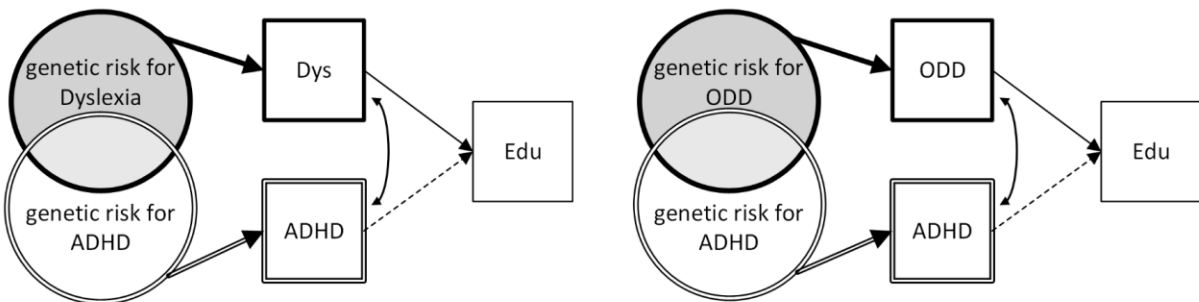 genetic risk for
Dyslexia
Dys
Edu
genetic risk for
ADHD
ADHD
genetic risk for
ODD
ODD
Edu
genetic risk for
ADHD
ADHD